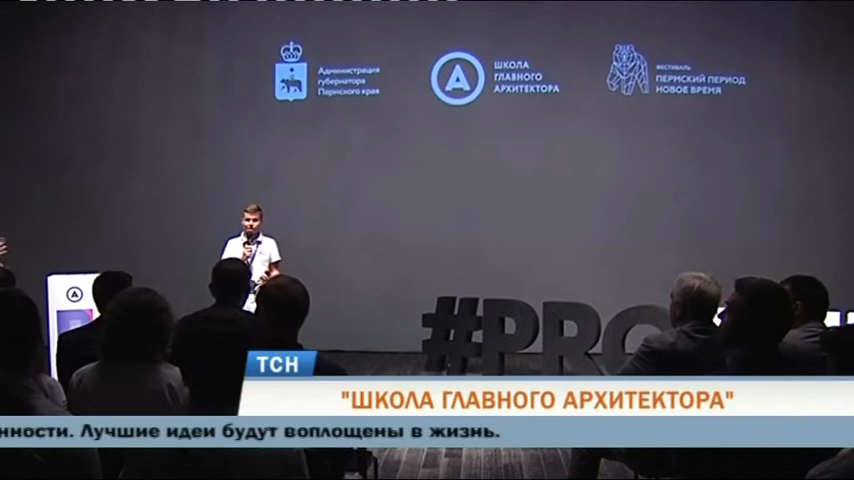 Администрация
губернатора
Пермского края
А
ШКОЛА
ГЛАВНОГО
АРХИТЕКТОРА
ФЕСТИВАЛЬ
ПЕРМСКИЙ ПЕРИОД
НОВОЕ ВРЕМЯ
А
#PRO
ТСН
"ШКОЛА ГЛАВНОГО АРХИТЕКТОРА"
нности. Лучшие идеи будут воплощены в жизнь.